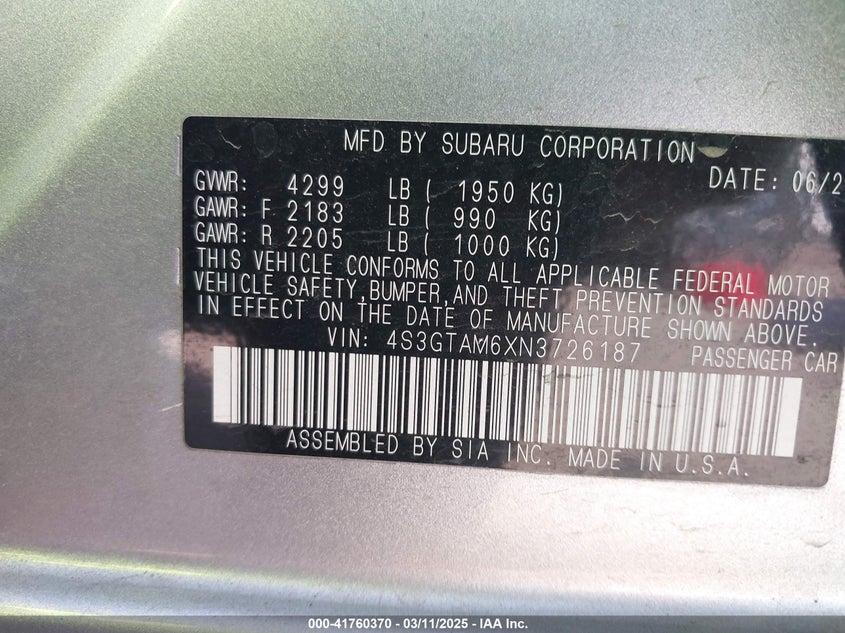 MFD BY SUBARU CORPORATION
DATE: 06/2
GVWR: 4299 LB ( 1950 KG)
GAWR: F 2183 LB ( 990 KG)
GAWR: R 2205 LB ( 1000 KG)
THIS VEHICLE CONFORMS TO ALL APPLICABLE FEDERAL MOTOR
VEHICLE SAFETY, BUMPER, AND THEFT PREVENTION STANDARDS
IN EFFECT ON THE DATE OF MANUFACTURE SHOWN ABOVE.
VIN: 4S3GTAM6XN3726187 PASSENGER CAR
ASSEMBLED BY SIA INC. MADE IN U.S.A.
000-41760370 - 03/11/2025 - IAA Inc.